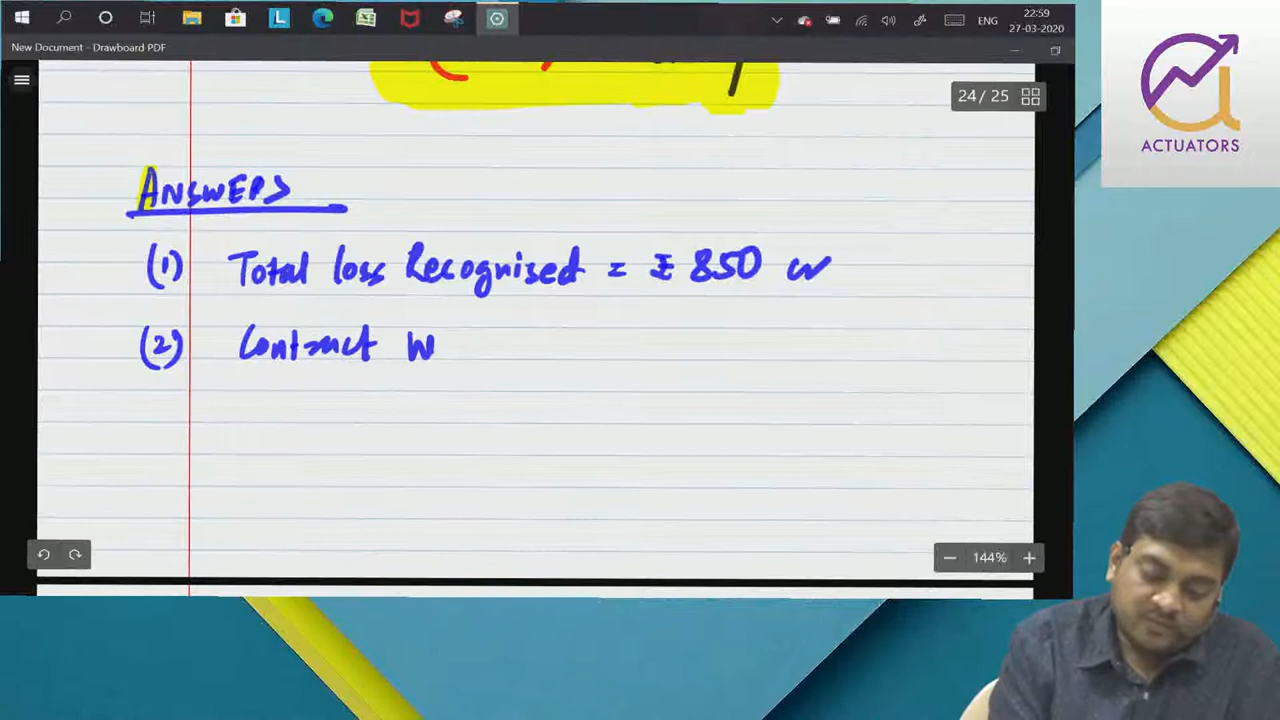 22:59
ENG
27-03-2020
New Document - Drawboard PDF
24 / 25
ACTUATORS
ANSWERS
(1) Total loss Recognised = ₹ 850 cr
(2) Contract W
144%